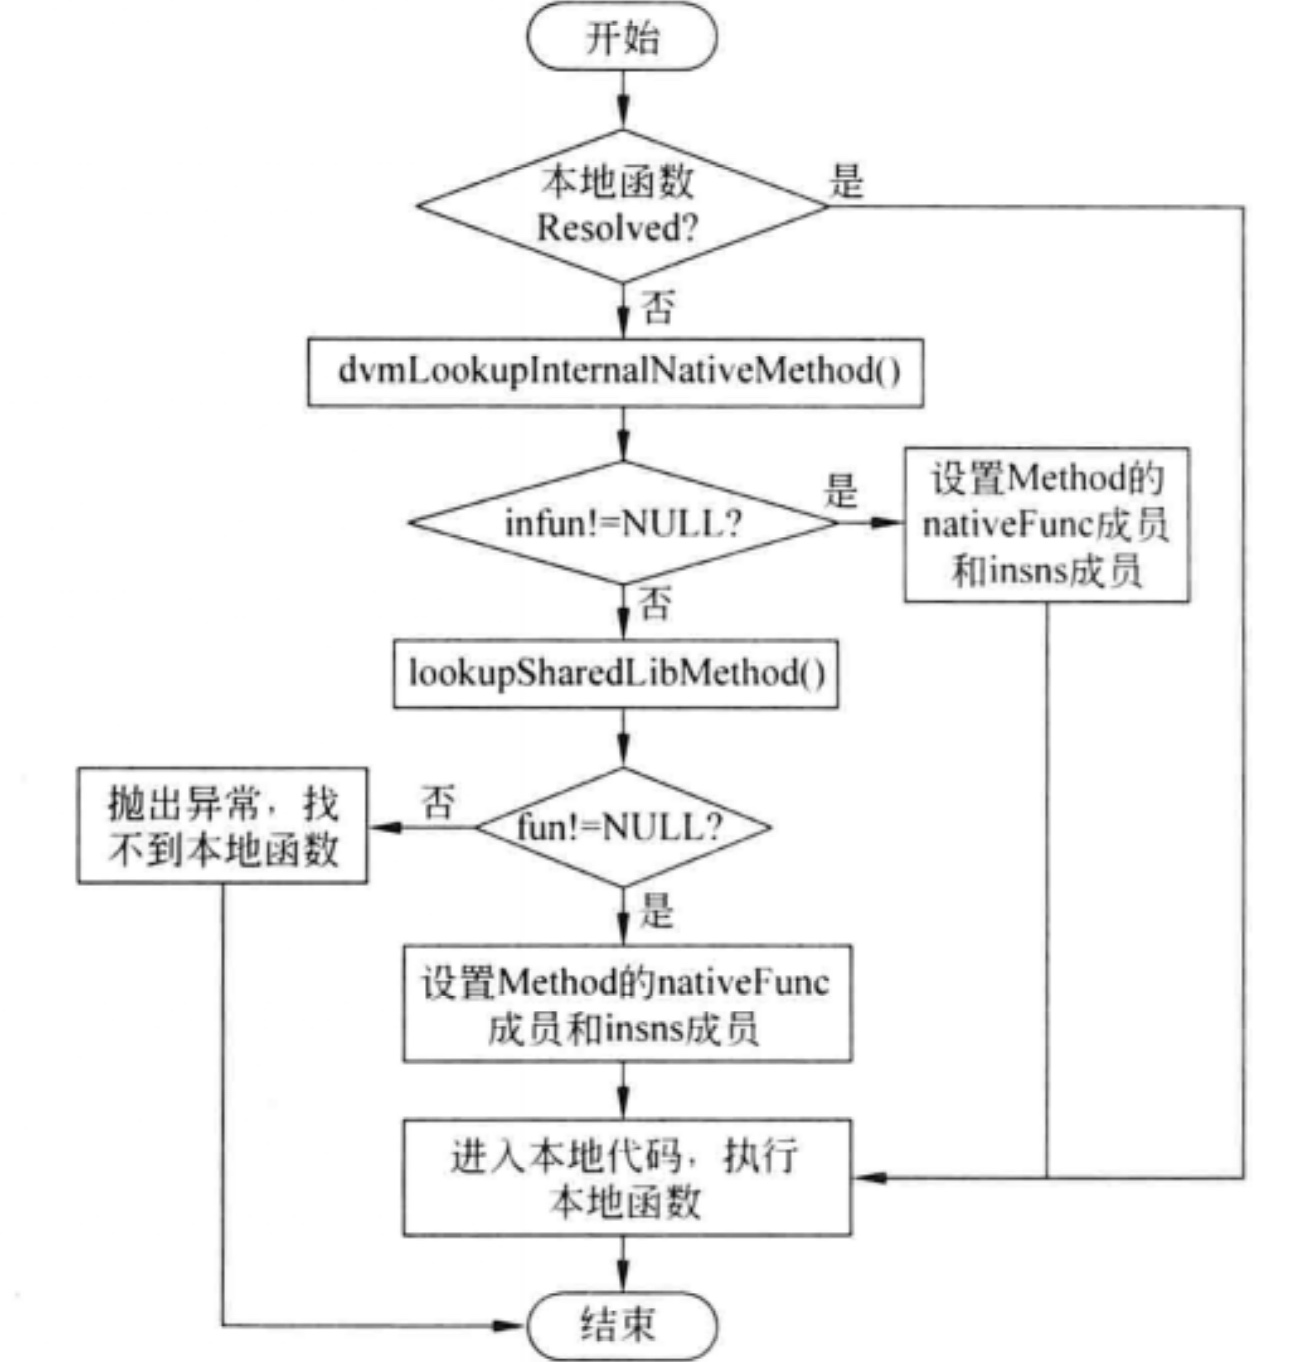 开始
本地函数
Resolved?
是
否
dvmLookupInternalNativeMethod()
infun!=NULL?
是
设置Method的
nativeFunc成员
和insns成员
否
lookupSharedLibMethod()
fun!=NULL?
否
抛出异常，找
不到本地函数
是
设置Method的nativeFunc
成员和insns成员
进入本地代码，执行
本地函数
结束